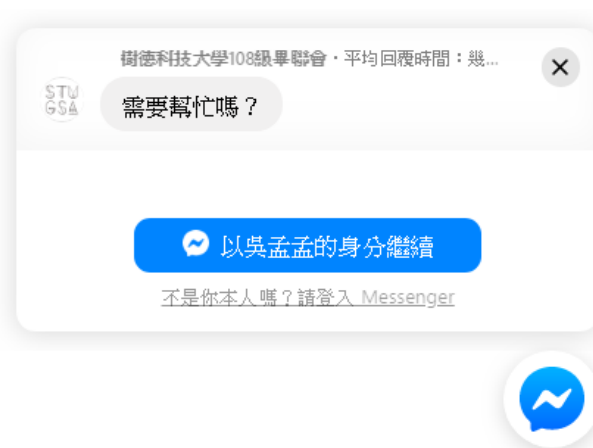 樹德科技大學108級畢聯會 · 平均回覆時間：幾...
STU
GSA
需要幫忙嗎？
以吳孟孟的身分繼續
不是你本人嗎？請登入 Messenger